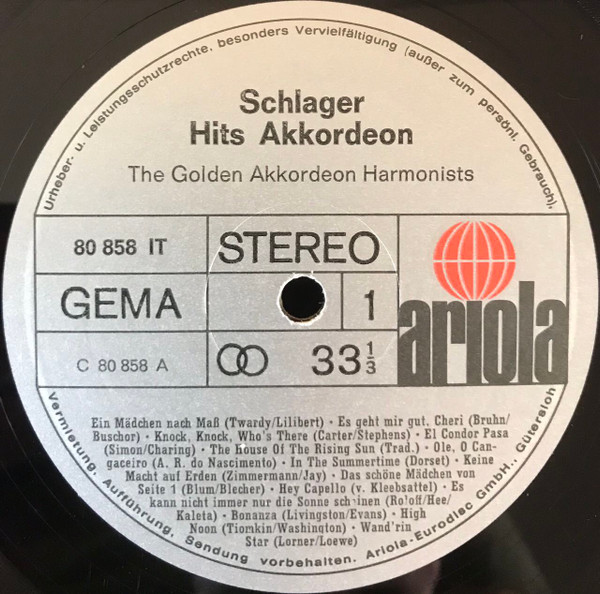 Urheber- u. Leistungsschutzrechte, besonders Vervielfältigung (außer zum persönl. Gebrauch),
Schlager
Hits Akkordeon
The Golden Akkordeon Harmonists
80 858 IT
STEREO
GEMA
1
ariola
C 80 858 A
33 1/3
Ein Mädchen nach Maß (Twardy/Lilibert) · Es geht mir gut, Cheri (Bruhn/
Buschor) · Knock, Knock, Who's There (Carter/Stephens) · El Condor Pasa
(Simon/Charing) · The House Of The Rising Sun (Trad.) · Ole, O Can-
gaceiro (A. R. do Nascimento) · In The Summertime (Dorset) · Keine
Macht auf Erden (Zimmermann/Jay) · Das schöne Mädchen von
Seite 1 (Blum/Blecher) · Hey Capello (v. Kleebsattel) · Es
kann nicht immer nur die Sonne scheinen (Ro'off/Hee/
Kaleta) · Bonanza (Livingston/Evans) · High
Noon (Tiomkin/Washington) · Wand'rin
Star (Lorner/Loewe)
Vermietung, Aufführung, Sendung vorbehalten. Ariola-Eurodisc GmbH., Gütersloh